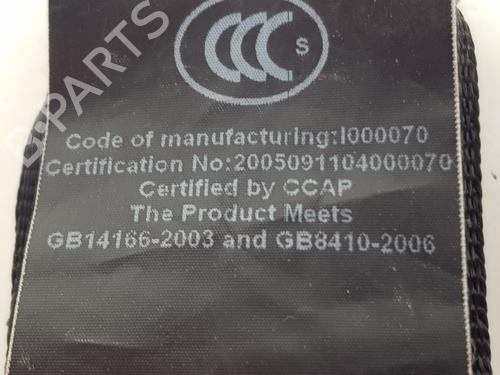 CCC S
Code of manufacturing:I000070
Certification No:2005091104000070
Certified by CCAP
The Product Meets
GB14166-2003 and GB8410-2006
B-PARTS